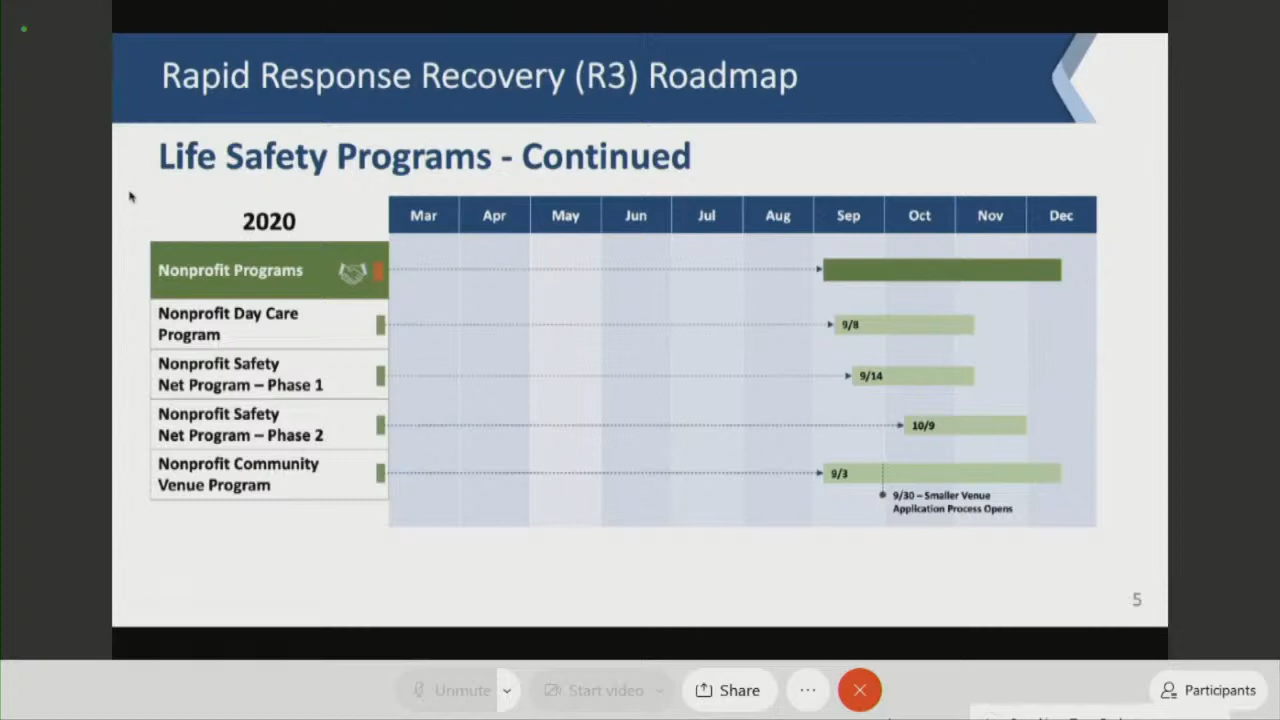 Rapid Response Recovery (R3) Roadmap
Life Safety Programs - Continued
2020
Mar Apr May Jun Jul Aug Sep Oct Nov Dec
Nonprofit Programs
Nonprofit Day Care
Program
9/8
Nonprofit Safety
Net Program – Phase 1
9/14
Nonprofit Safety
Net Program – Phase 2
10/9
Nonprofit Community
Venue Program
9/3
9/30 – Smaller Venue
Application Process Opens
5
Unmute
Start video
Share
Participants